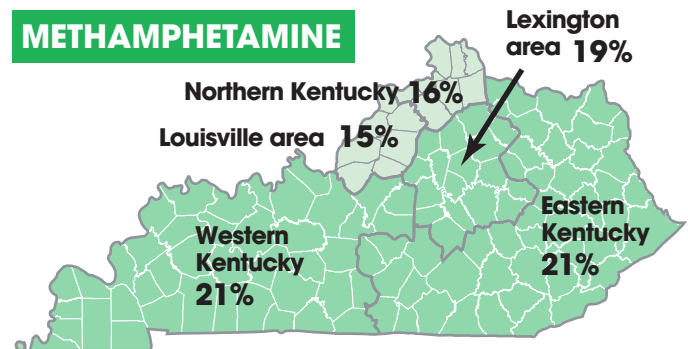 METHAMPHETAMINE
Lexington
area 19%
Northern Kentucky 16%
Louisville area 15%
Western
Kentucky
21%
Eastern
Kentucky
21%